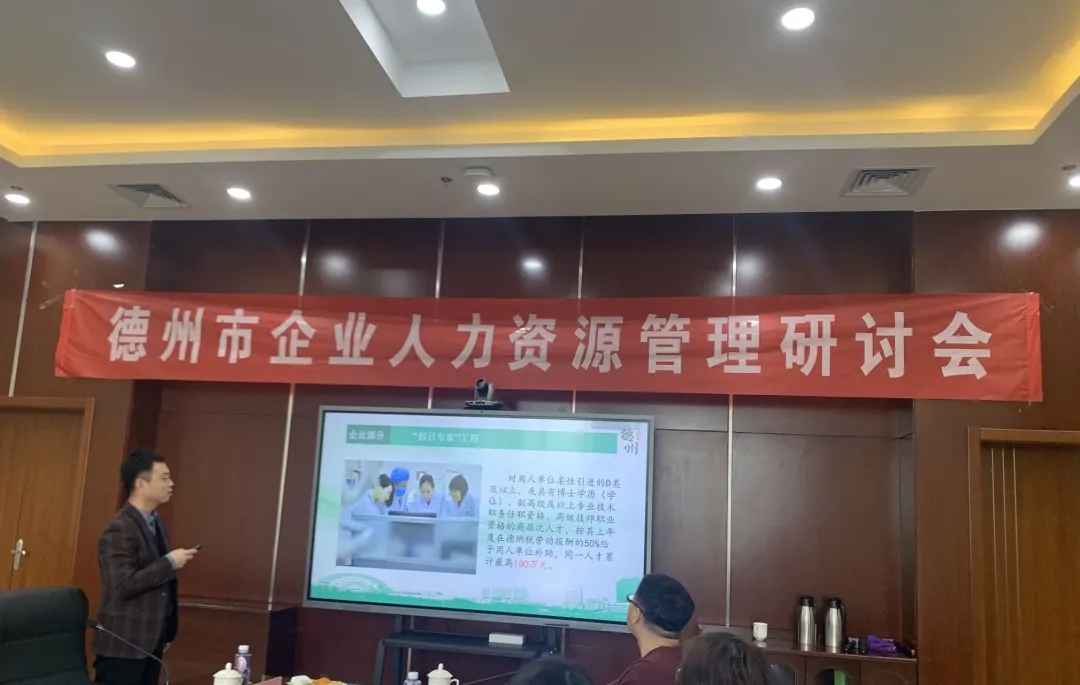 德州市企业人力资源管理研讨会
企业部分
“假日专家”工程
德州
对用人单位柔性引进的D类
及以上、及具有博士学历（学
位）、副高级及以上专业技术
职务任职资格、高级技师职业
资格的高层次人才，按其上年
度在德纳税劳动报酬的50%给
予用人单位补助，同一人才累
计最高100万元。